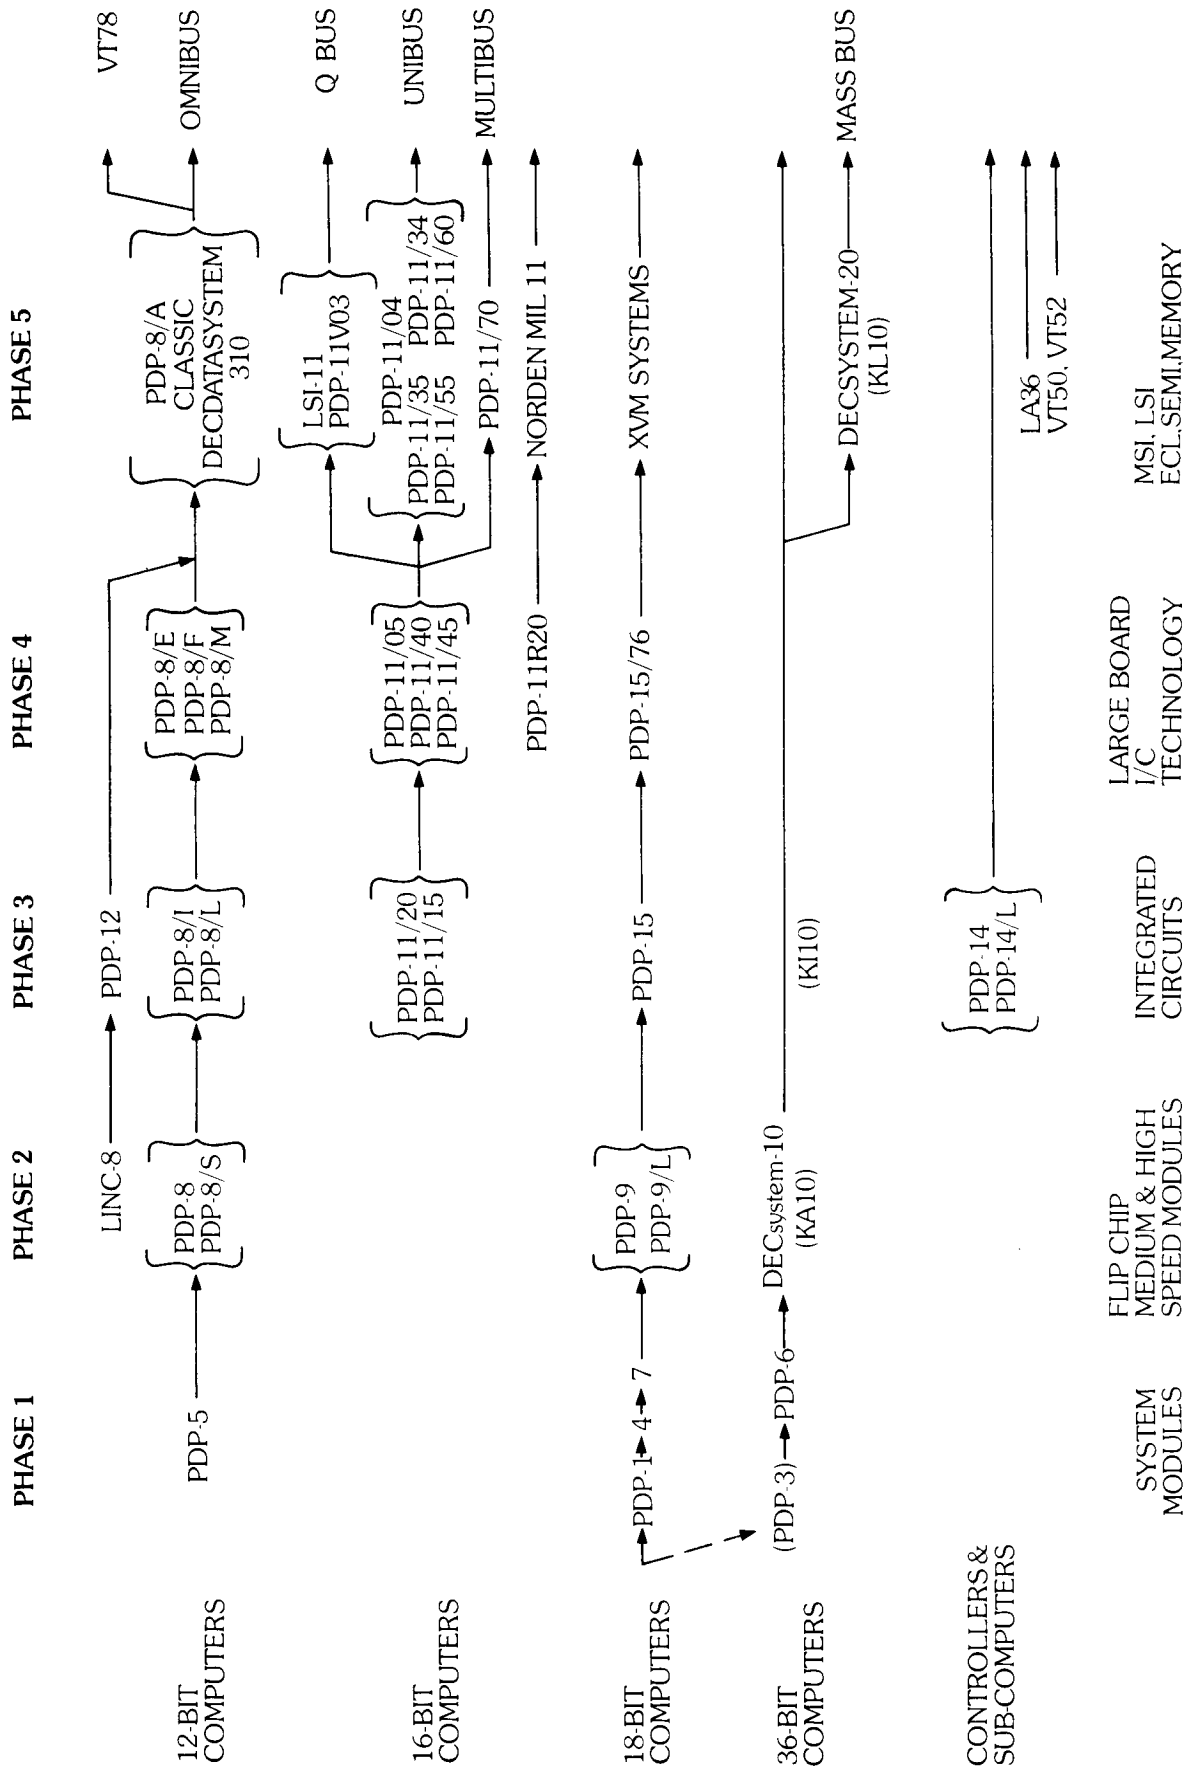 PHASE 1
PHASE 2
PHASE 3
PHASE 4
PHASE 5
12-BIT
COMPUTERS
LINC-8
PDP-12
VT78
PDP-5
PDP-8
PDP-8/S
PDP-8/I
PDP-8/L
PDP-8/E
PDP-8/F
PDP-8/M
PDP-8/A
CLASSIC
DECDATASYSTEM
310
OMNIBUS
16-BIT
COMPUTERS
PDP-11/20
PDP-11/15
PDP-11/05
PDP-11/40
PDP-11/45
LSI-11
PDP-11V03
Q BUS
PDP-11/04
PDP-11/35 PDP-11/34
PDP-11/55 PDP-11/60
UNIBUS
PDP-11/70
MULTIBUS
PDP-11R20
NORDEN MIL 11
18-BIT
COMPUTERS
PDP-1
4
7
PDP-9
PDP-9/L
PDP-15
PDP-15/76
XVM SYSTEMS
36-BIT
COMPUTERS
(PDP-3)
PDP-6
DECsystem-10
(KA10)
(KI10)
DECSYSTEM-20
(KL10)
MASS BUS
CONTROLLERS &
SUB-COMPUTERS
PDP-14
PDP-14/L
LA36
VT50, VT52
SYSTEM
MODULES
FLIP CHIP
MEDIUM & HIGH
SPEED MODULES
INTEGRATED
CIRCUITS
LARGE BOARD
I/C
TECHNOLOGY
MSI, LSI
ECL,SEMI,MEMORY